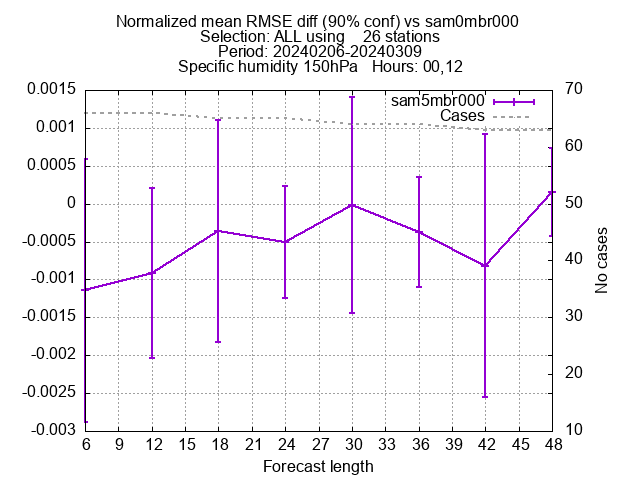 Normalized mean RMSE diff (90% conf) vs sam0mbr000
Selection: ALL using    26 stations
Period: 20240206-20240309
Specific humidity 150hPa   Hours: 00,12
sam5mbr000
Cases
0.0015
0.001
0.0005
0
-0.0005
-0.001
-0.0015
-0.002
-0.0025
-0.003
70
60
50
40
30
20
10
No cases
6 9 12 15 18 21 24 27 30 33 36 39 42 45 48
Forecast length